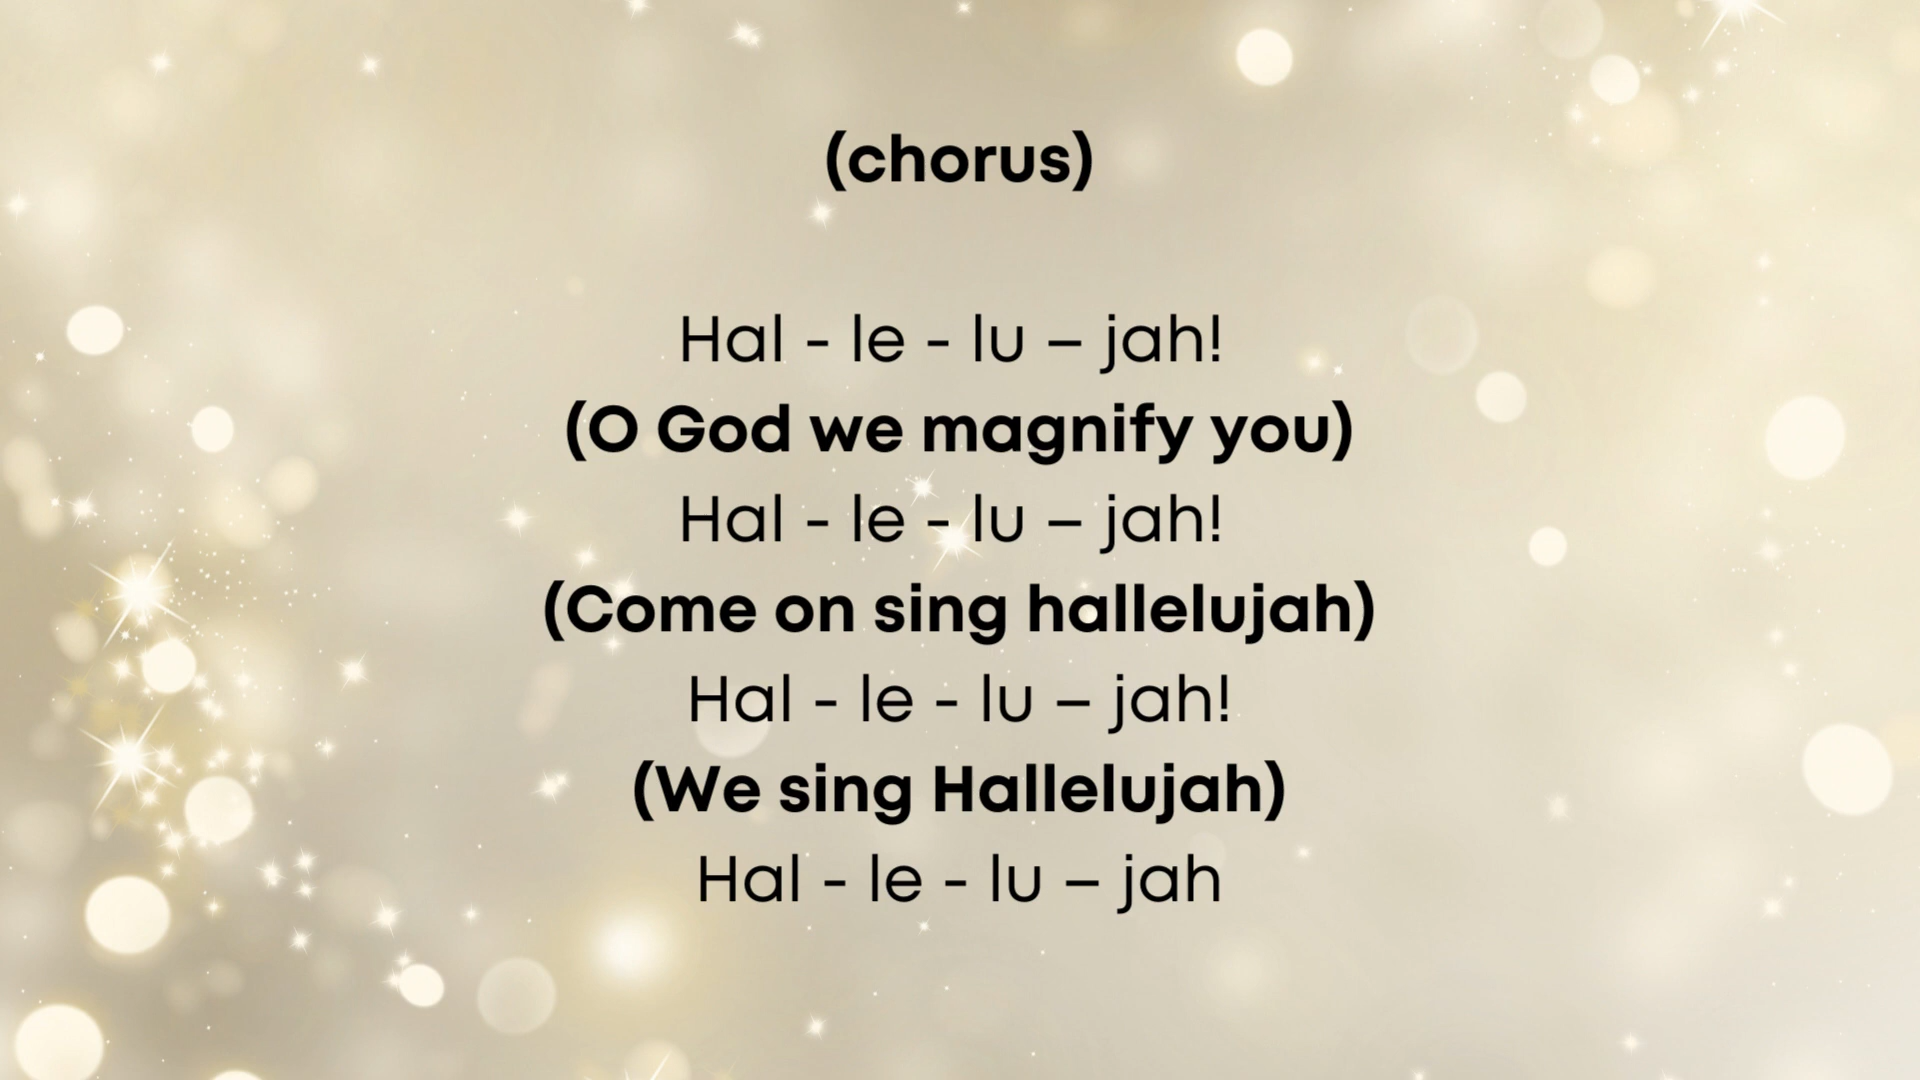 (chorus)
Hal - le - lu – jah!
(O God we magnify you)
Hal - le - lu – jah!
(Come on sing hallelujah)
Hal - le - lu – jah!
(We sing Hallelujah)
Hal - le - lu – jah